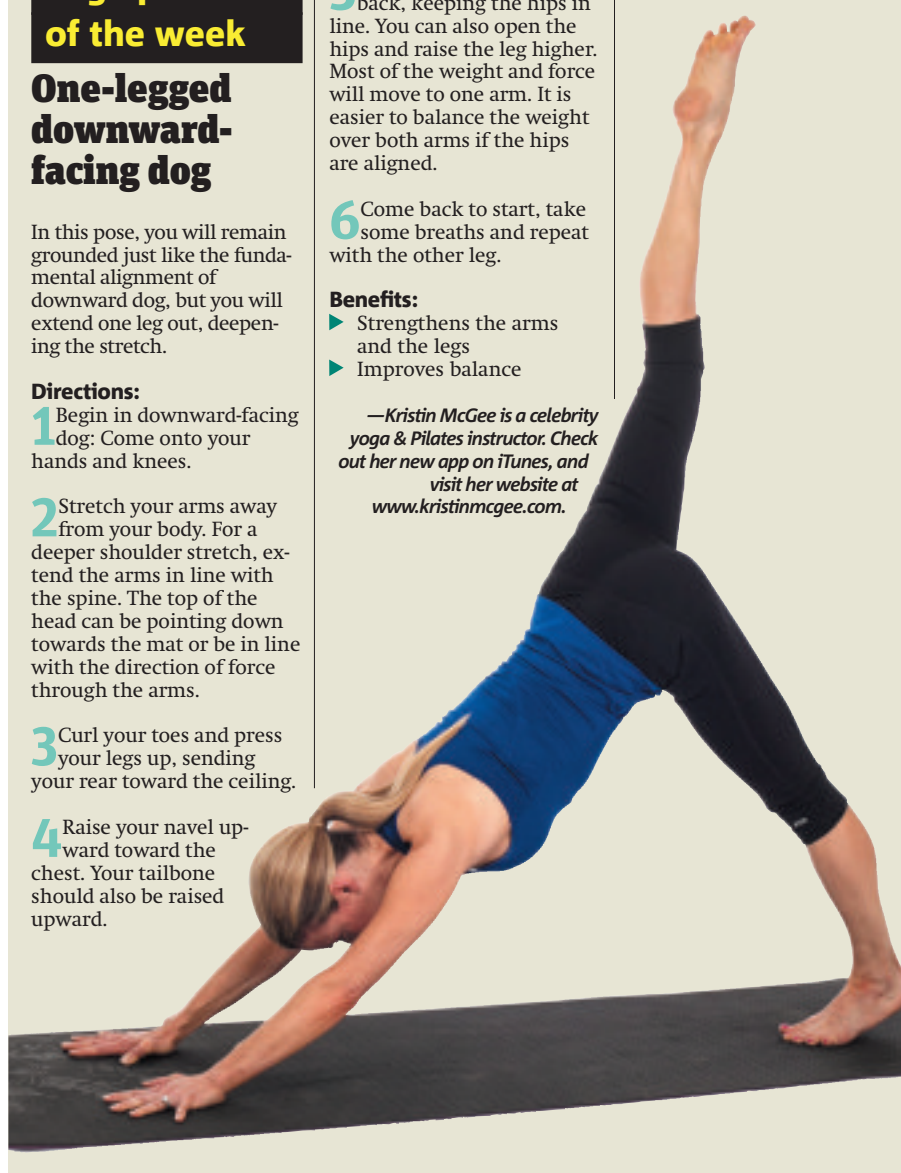 of the week
One-legged
downward-
facing dog
In this pose, you will remain
grounded just like the funda-
mental alignment of
downward dog, but you will
extend one leg out, deepen-
ing the stretch.
Directions:
1 Begin in downward-facing
dog: Come onto your
hands and knees.
2 Stretch your arms away
from your body. For a
deeper shoulder stretch, ex-
tend the arms in line with
the spine. The top of the
head can be pointing down
towards the mat or be in line
with the direction of force
through the arms.
3 Curl your toes and press
your legs up, sending
your rear toward the ceiling.
4 Raise your navel up-
ward toward the
chest. Your tailbone
should also be raised
upward.
back, keeping the hips in
line. You can also open the
hips and raise the leg higher.
Most of the weight and force
will move to one arm. It is
easier to balance the weight
over both arms if the hips
are aligned.
6 Come back to start, take
some breaths and repeat
with the other leg.
Benefits:
▶ Strengthens the arms
and the legs
▶ Improves balance
—Kristin McGee is a celebrity
yoga & Pilates instructor. Check
out her new app on iTunes, and
visit her website at
www.kristinmcgee.com.